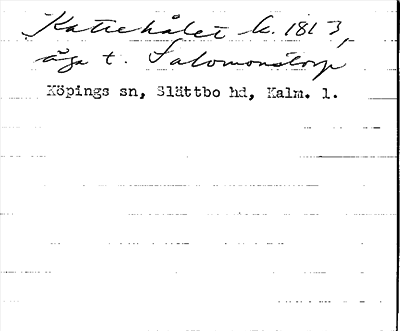 Kattehålet k. 1813,
äga t. Salomonstorp
Köpings sn, Slättbo hd, Kalm. l.